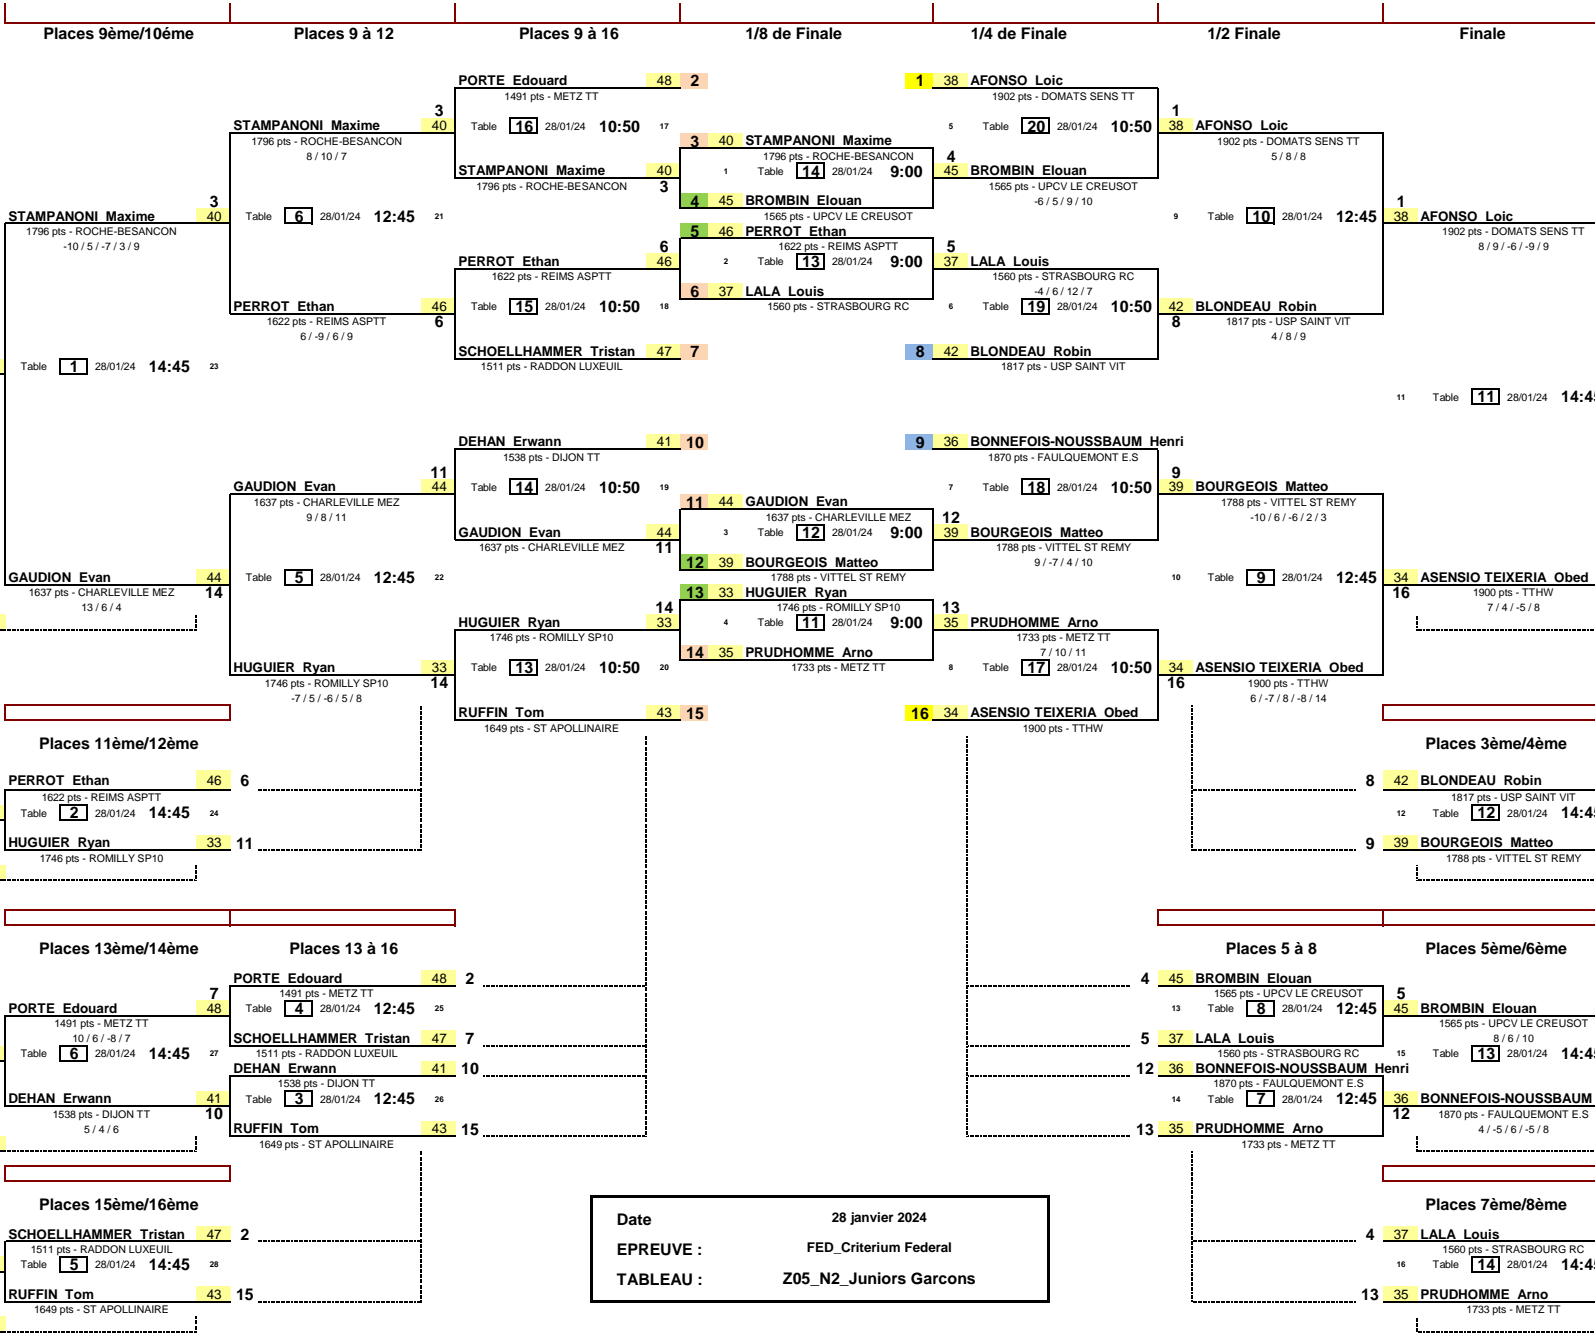 Places 9ème/10éme
Places 9 à 12
Places 9 à 16
1/8 de Finale
1/4 de Finale
1/2 Finale
Finale
STAMPANONI Maxime 40
3
1796 pts - ROCHE-BESANCON
-10 / 5 / -7 / 3 / 9
Table 1 28/01/24 14:45 23
GAUDION Evan 44
14
1637 pts - CHARLEVILLE MEZ
13 / 6 / 4
3
STAMPANONI Maxime 40
1796 pts - ROCHE-BESANCON
8 / 10 / 7
Table 6 28/01/24 12:45 21
PERROT Ethan 46
1622 pts - REIMS ASPTT 6
6 / -9 / 6 / 9
11
GAUDION Evan 44
1637 pts - CHARLEVILLE MEZ
9 / 8 / 11
Table 5 28/01/24 12:45 22
HUGUIER Ryan 33
1746 pts - ROMILLY SP10 14
-7 / 5 / -6 / 5 / 8
PORTE Edouard 48 2
1491 pts - METZ TT
Table 16 28/01/24 10:50 17
STAMPANONI Maxime 40
1796 pts - ROCHE-BESANCON 3
6
PERROT Ethan 46
1622 pts - REIMS ASPTT
Table 15 28/01/24 10:50 18
SCHOELLHAMMER Tristan 47 7
1511 pts - RADDON LUXEUIL
DEHAN Erwann 41 10
1538 pts - DIJON TT
Table 14 28/01/24 10:50 19
GAUDION Evan 44
1637 pts - CHARLEVILLE MEZ 11
14
HUGUIER Ryan 33
1746 pts - ROMILLY SP10
Table 13 28/01/24 10:50 20
RUFFIN Tom 43 15
1649 pts - ST APOLLINAIRE
3 40 STAMPANONI Maxime
1796 pts - ROCHE-BESANCON
1 Table 14 28/01/24 9:00
4 45 BROMBIN Elouan
1565 pts - UPCV LE CREUSOT
5 46 PERROT Ethan
1622 pts - REIMS ASPTT
2 Table 13 28/01/24 9:00
6 37 LALA Louis
1560 pts - STRASBOURG RC
11 44 GAUDION Evan
1637 pts - CHARLEVILLE MEZ
3 Table 12 28/01/24 9:00
12 39 BOURGEOIS Matteo
1788 pts - VITTEL ST REMY
13 33 HUGUIER Ryan
1746 pts - ROMILLY SP10
4 Table 11 28/01/24 9:00
14 35 PRUDHOMME Arno
1733 pts - METZ TT
1 38 AFONSO Loic
1902 pts - DOMATS SENS TT
5 Table 20 28/01/24 10:50
4
45 BROMBIN Elouan
1565 pts - UPCV LE CREUSOT
-6 / 5 / 9 / 10
5
37 LALA Louis
1560 pts - STRASBOURG RC
-4 / 6 / 12 / 7
6 Table 19 28/01/24 10:50
8 42 BLONDEAU Robin
1817 pts - USP SAINT VIT
9 36 BONNEFOIS-NOUSSBAUM Henri
1870 pts - FAULQUEMONT E.S
7 Table 18 28/01/24 10:50
12
39 BOURGEOIS Matteo
1788 pts - VITTEL ST REMY
9 / -7 / 4 / 10
13
35 PRUDHOMME Arno
1733 pts - METZ TT
7 / 10 / 11
8 Table 17 28/01/24 10:50
16 34 ASENSIO TEIXERIA Obed
1900 pts - TTHW
1
38 AFONSO Loic
1902 pts - DOMATS SENS TT
5 / 8 / 8
9 Table 10 28/01/24 12:45
42 BLONDEAU Robin
8 1817 pts - USP SAINT VIT
4 / 8 / 9
9
39 BOURGEOIS Matteo
1788 pts - VITTEL ST REMY
-10 / 6 / -6 / 2 / 3
10 Table 9 28/01/24 12:45
34 ASENSIO TEIXERIA Obed
16 1900 pts - TTHW
6 / -7 / 8 / -8 / 14
1
38 AFONSO Loic
1902 pts - DOMATS SENS TT
8 / 9 / -6 / -9 / 9
11 Table 11 28/01/24 14:45
34 ASENSIO TEIXERIA Obed
16 1900 pts - TTHW
7 / 4 / -5 / 8
Places 11ème/12ème
PERROT Ethan 46 6
1622 pts - REIMS ASPTT
Table 2 28/01/24 14:45 24
HUGUIER Ryan 33 11
1746 pts - ROMILLY SP10
Places 3ème/4ème
8 42 BLONDEAU Robin
1817 pts - USP SAINT VIT
12 Table 12 28/01/24 14:45
9 39 BOURGEOIS Matteo
1788 pts - VITTEL ST REMY
Places 13ème/14ème
Places 13 à 16
7
PORTE Edouard 48
1491 pts - METZ TT
10 / 6 / -8 / 7
Table 6 28/01/24 14:45 27
DEHAN Erwann 41
1538 pts - DIJON TT 10
5 / 4 / 6
PORTE Edouard 48 2
1491 pts - METZ TT
Table 4 28/01/24 12:45 25
SCHOELLHAMMER Tristan 47 7
1511 pts - RADDON LUXEUIL
DEHAN Erwann 41 10
1538 pts - DIJON TT
Table 3 28/01/24 12:45 26
RUFFIN Tom 43 15
1649 pts - ST APOLLINAIRE
Places 5 à 8
Places 5ème/6ème
4 45 BROMBIN Elouan
1565 pts - UPCV LE CREUSOT
13 Table 8 28/01/24 12:45
5 37 LALA Louis
1560 pts - STRASBOURG RC
12 36 BONNEFOIS-NOUSSBAUM Henri
1870 pts - FAULQUEMONT E.S
14 Table 7 28/01/24 12:45
13 35 PRUDHOMME Arno
1733 pts - METZ TT
5
45 BROMBIN Elouan
1565 pts - UPCV LE CREUSOT
8 / 6 / 10
15 Table 13 28/01/24 14:45
36 BONNEFOIS-NOUSSBAUM
12 1870 pts - FAULQUEMONT E.S
4 / -5 / 6 / -5 / 8
Places 15ème/16ème
SCHOELLHAMMER Tristan 47 2
1511 pts - RADDON LUXEUIL
Table 5 28/01/24 14:45 28
RUFFIN Tom 43 15
1649 pts - ST APOLLINAIRE
Date 28 janvier 2024
EPREUVE : FED_Criterium Federal
TABLEAU : Z05_N2_Juniors Garcons
Places 7ème/8ème
4 37 LALA Louis
1560 pts - STRASBOURG RC
16 Table 14 28/01/24 14:45
13 35 PRUDHOMME Arno
1733 pts - METZ TT